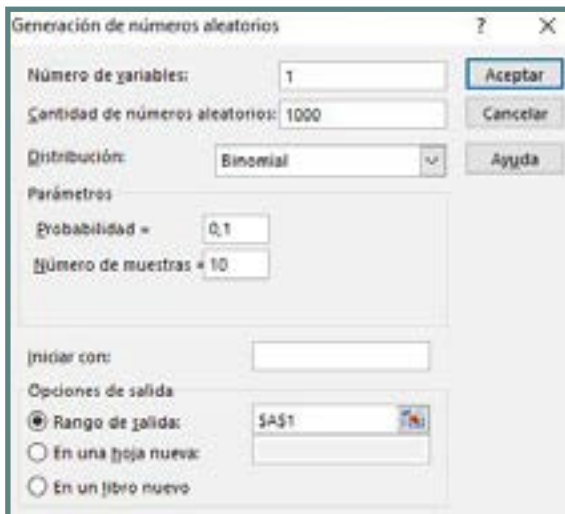 Generación de números aleatorios ? X
Número de variables: 1 Aceptar
Cantidad de números aleatorios: 1000 Cancelar
Distribución: Binomial Ayuda
Parámetros
Probabilidad = 0,1
Número de muestras = 10
Iniciar con:
Opciones de salida
Rango de salida: $A$1
En una hoja nueva:
En un libro nuevo